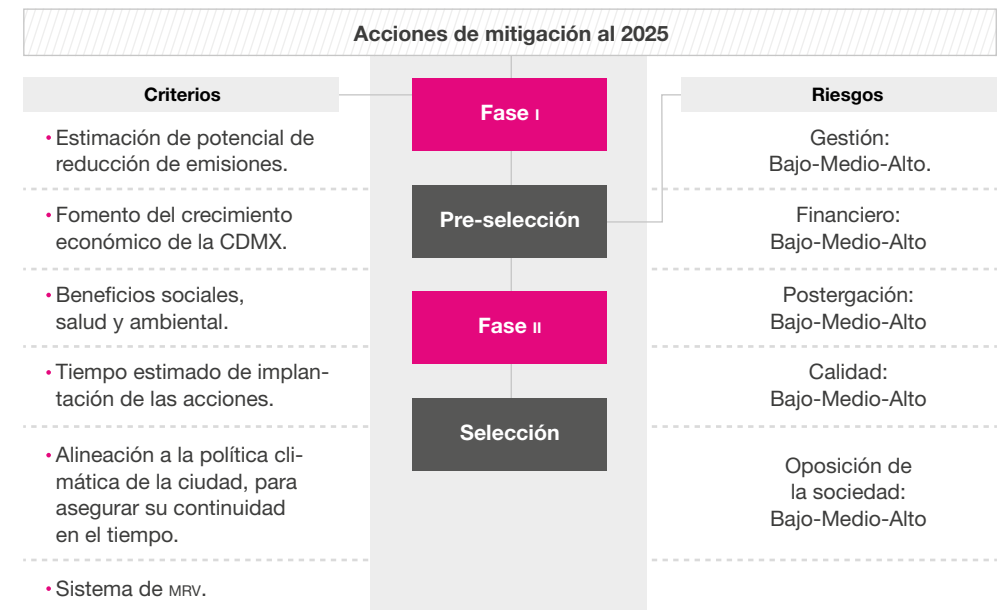 Acciones de mitigación al 2025
Criterios
• Estimación de potencial de
reducción de emisiones.
• Fomento del crecimiento
económico de la CDMX.
• Beneficios sociales,
salud y ambiental.
• Tiempo estimado de implan-
tación de las acciones.
• Alineación a la política cli-
mática de la ciudad, para
asegurar su continuidad
en el tiempo.
• Sistema de MRV.
Fase I
Pre-selección
Fase II
Selección
Riesgos
Gestión:
Bajo-Medio-Alto.
Financiero:
Bajo-Medio-Alto
Postergación:
Bajo-Medio-Alto
Calidad:
Bajo-Medio-Alto
Oposición de
la sociedad:
Bajo-Medio-Alto